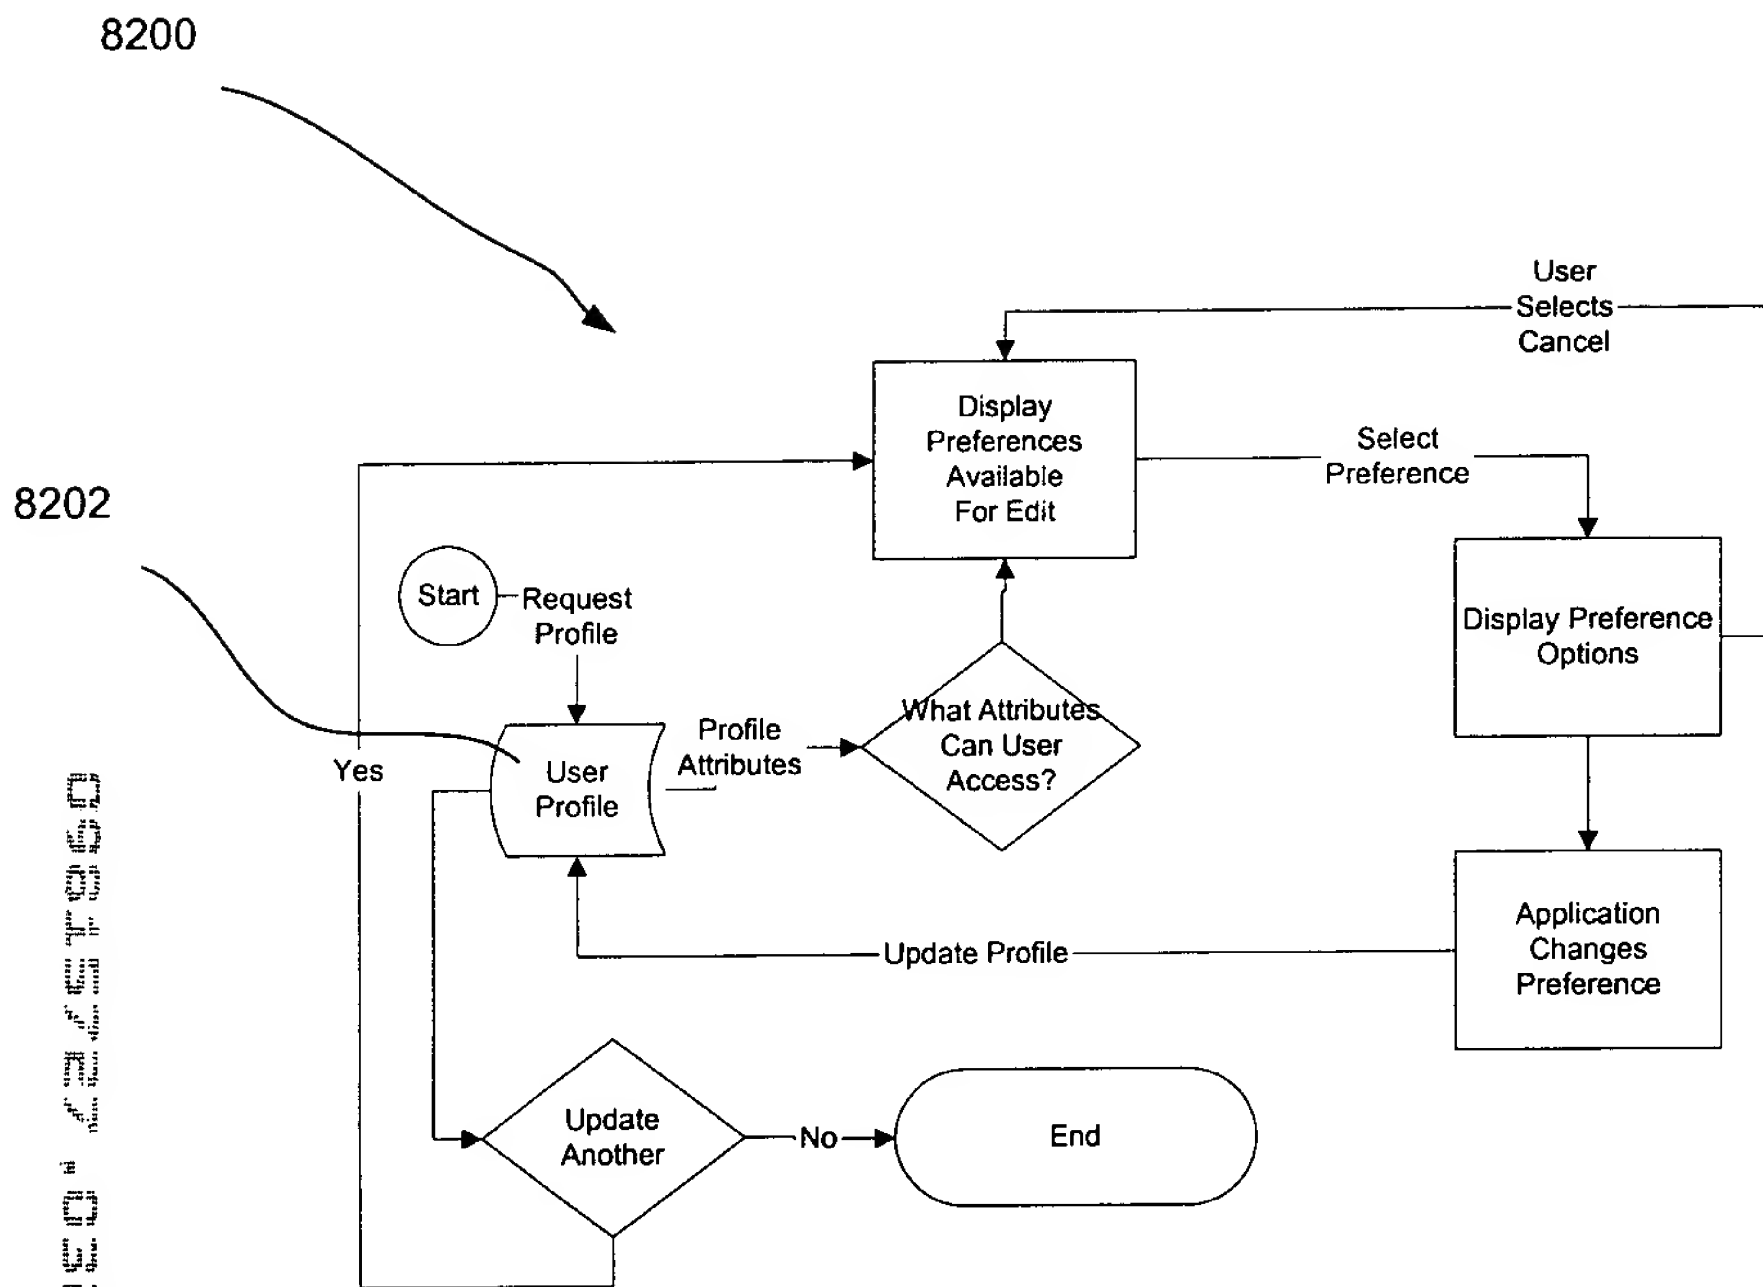 8200
User
Selects
Cancel
Display
Preferences
Available
For Edit
Select
Preference
8202
Start
Request
Profile
Display Preference
Options
What Attributes
Can User
Access?
Profile
Attributes
Yes
User
Profile
Application
Changes
Preference
Update Profile
Update
Another
No
End